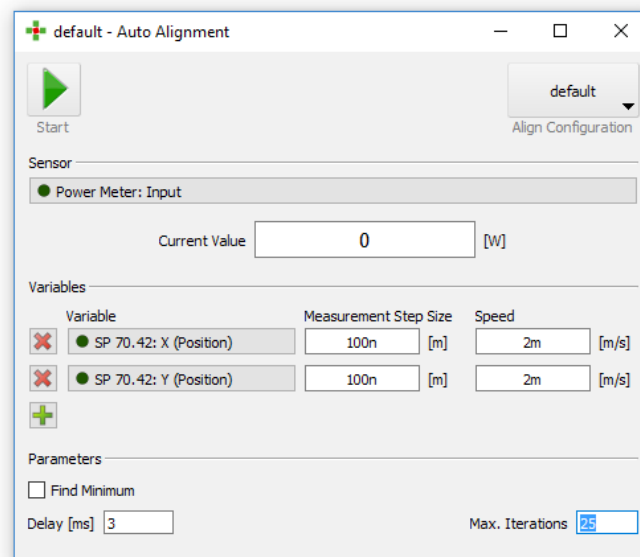 default - Auto Alignment
default
Start
Align Configuration
Sensor
Power Meter: Input
Current Value 0 [W]
Variables
Variable Measurement Step Size Speed
SP 70.42: X (Position) 100n [m] 2m [m/s]
SP 70.42: Y (Position) 100n [m] 2m [m/s]
Parameters
Find Minimum
Delay [ms] 3 Max. Iterations 25